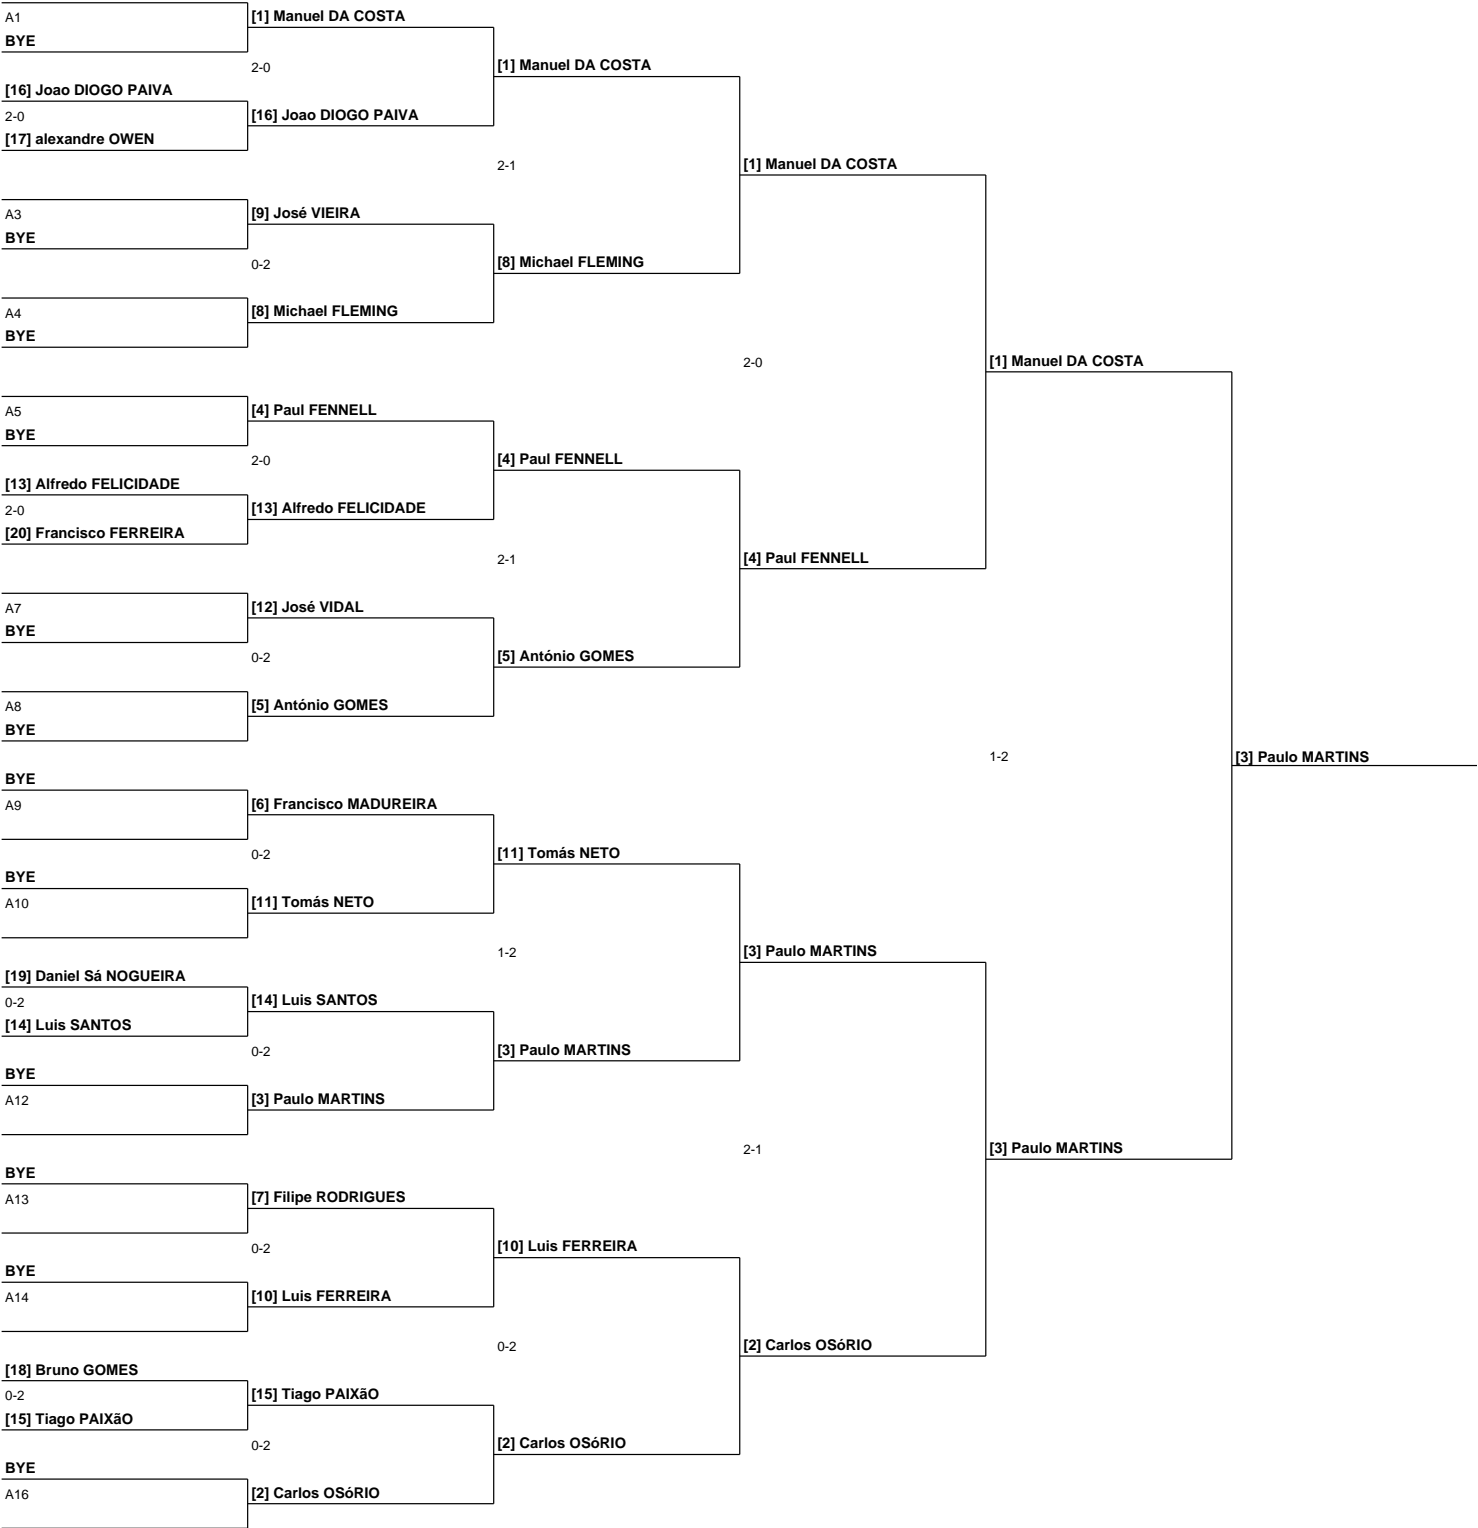 A1
BYE
[1] Manuel DA COSTA
2-0
[16] Joao DIOGO PAIVA
2-0
[17] alexandre OWEN
[16] Joao DIOGO PAIVA
[1] Manuel DA COSTA
2-1
A3
BYE
[9] José VIEIRA
0-2
A4
BYE
[8] Michael FLEMING
[8] Michael FLEMING
[1] Manuel DA COSTA
2-0
A5
BYE
[4] Paul FENNELL
2-0
[13] Alfredo FELICIDADE
2-0
[20] Francisco FERREIRA
[13] Alfredo FELICIDADE
[4] Paul FENNELL
2-1
A7
BYE
[12] José VIDAL
0-2
A8
BYE
[5] António GOMES
[5] António GOMES
[4] Paul FENNELL
[1] Manuel DA COSTA
1-2
[3] Paulo MARTINS
BYE
A9
[6] Francisco MADUREIRA
0-2
BYE
A10
[11] Tomás NETO
[11] Tomás NETO
1-2
[19] Daniel Sá NOGUEIRA
0-2
[14] Luis SANTOS
[14] Luis SANTOS
0-2
BYE
A12
[3] Paulo MARTINS
[3] Paulo MARTINS
[3] Paulo MARTINS
2-1
[3] Paulo MARTINS
BYE
A13
[7] Filipe RODRIGUES
0-2
BYE
A14
[10] Luis FERREIRA
[10] Luis FERREIRA
0-2
[18] Bruno GOMES
0-2
[15] Tiago PAIXãO
[15] Tiago PAIXãO
0-2
BYE
A16
[2] Carlos OSóRIO
[2] Carlos OSóRIO
[2] Carlos OSóRIO